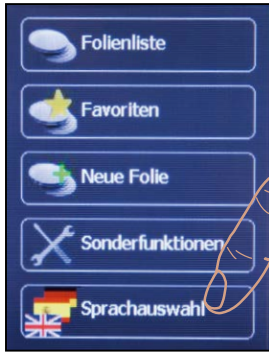 Folienliste
Favoriten
Neue Folie
Sonderfunktionen
Sprachauswahl